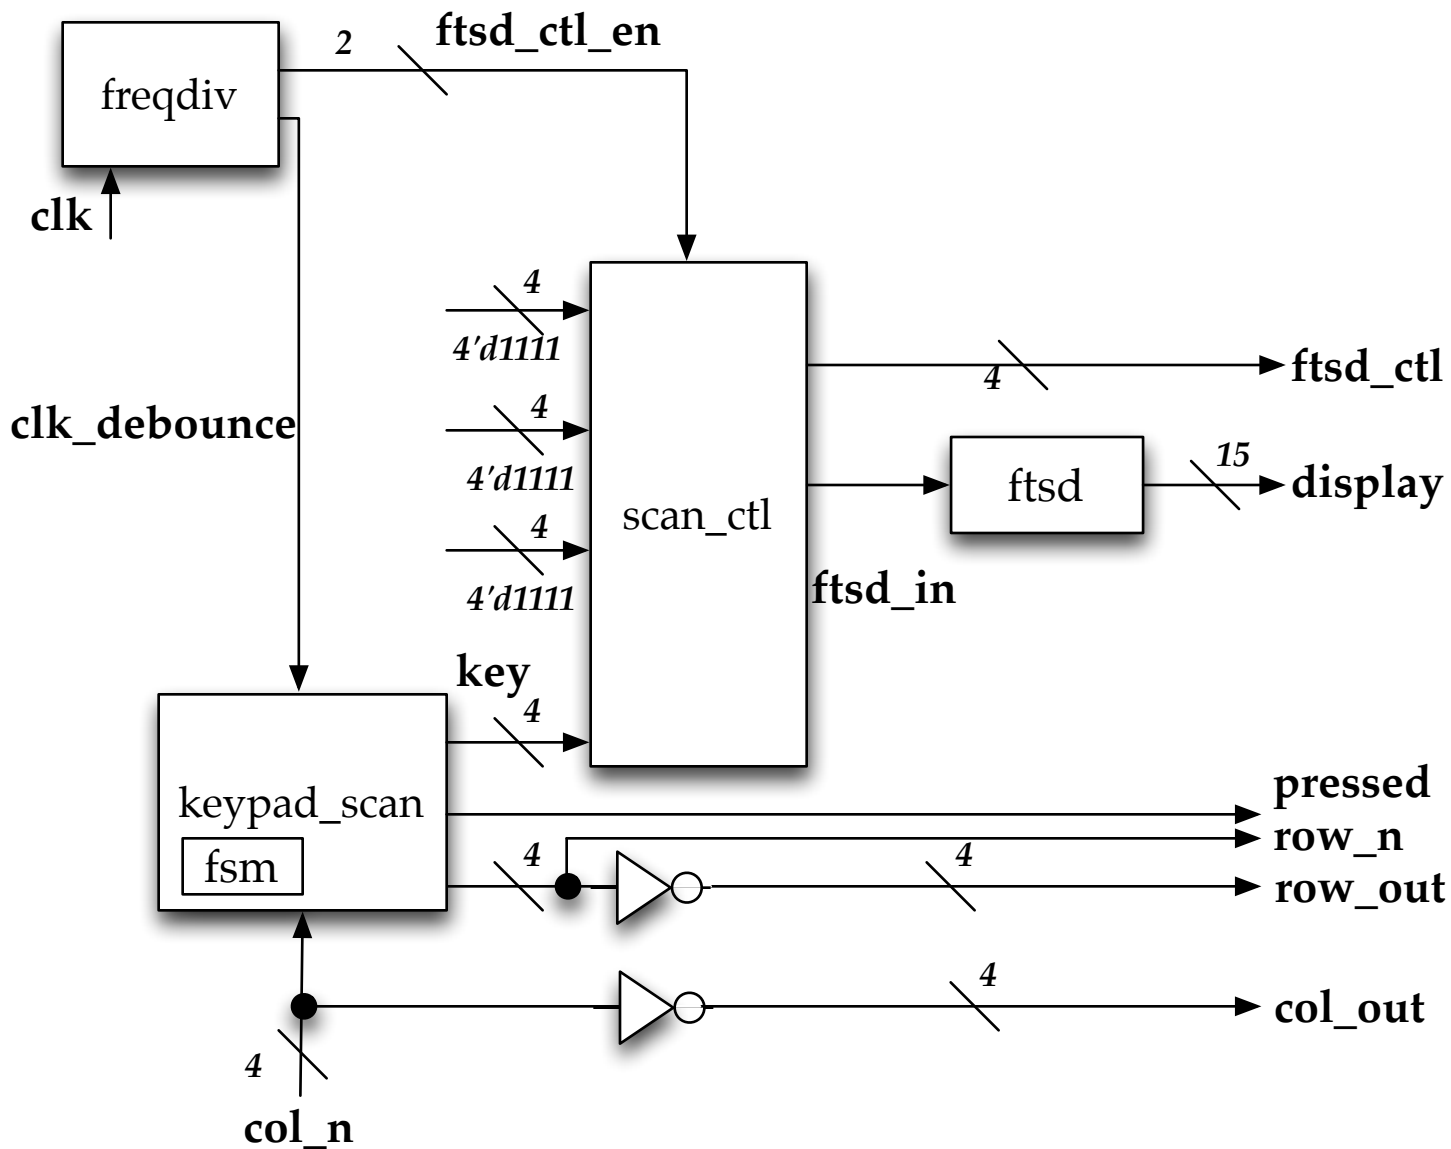 2
ftsd_ctl_en
freqdiv
clk
4
4'd1111
4
ftsd_ctl
4
clk_debounce
4'd1111
15
ftsd
display
scan_ctl
4
4'd1111
ftsd_in
key
4
keypad_scan
pressed
fsm
4
4
row_n
row_out
4
col_out
4
col_n